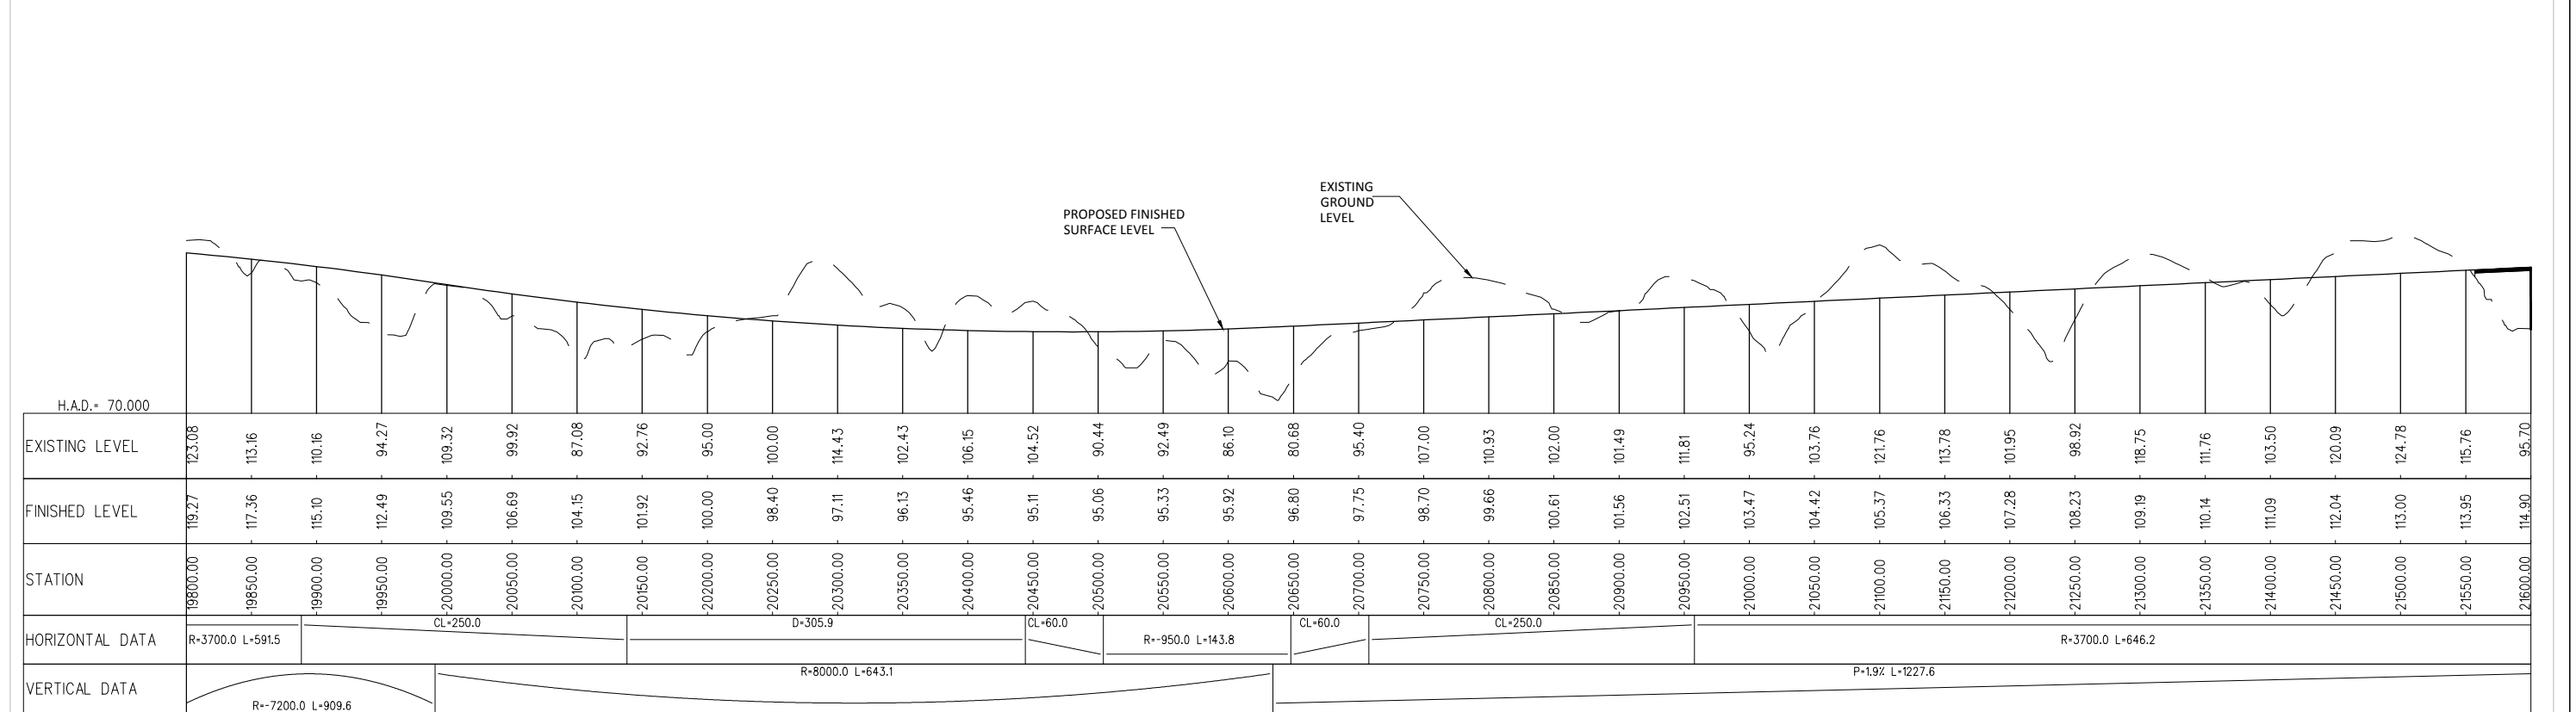 EXISTING
GROUND
LEVEL
PROPOSED FINISHED
SURFACE LEVEL
H.A.D.= 70.000
EXISTING LEVEL 123.08 113.16 110.16 94.27 109.32 99.92 87.08 92.76 95.00 100.00 114.43 102.43 106.15 104.52 90.44 92.49 86.10 80.68 95.40 107.00 110.93 102.00 101.49 111.81 95.24 103.76 121.76 113.78 101.95 98.92 118.75 111.76 103.50 120.09 124.78 115.76 95.70
FINISHED LEVEL 119.27 117.36 115.10 112.49 109.55 106.69 104.15 101.92 100.00 98.40 97.11 96.13 95.46 95.11 95.06 95.33 95.92 96.80 97.75 98.70 99.66 100.61 101.56 102.51 103.47 104.42 105.37 106.33 107.28 108.23 109.19 110.14 111.09 112.04 113.00 113.95 114.90
STATION 19800.00 19850.00 19900.00 19950.00 20000.00 20050.00 20100.00 20150.00 20200.00 20250.00 20300.00 20350.00 20400.00 20450.00 20500.00 20550.00 20600.00 20650.00 20700.00 20750.00 20800.00 20850.00 20900.00 20950.00 21000.00 21050.00 21100.00 21150.00 21200.00 21250.00 21300.00 21350.00 21400.00 21450.00 21500.00 21550.00 21600.00
HORIZONTAL DATA R=3700.0 L=591.5 CL=250.0 D=305.9 CL=60.0 R=-950.0 L=143.8 CL=60.0 CL=250.0 R=3700.0 L=646.2
VERTICAL DATA R=-7200.0 L=909.6 R=8000.0 L=643.1 P=1.9% L=1227.6